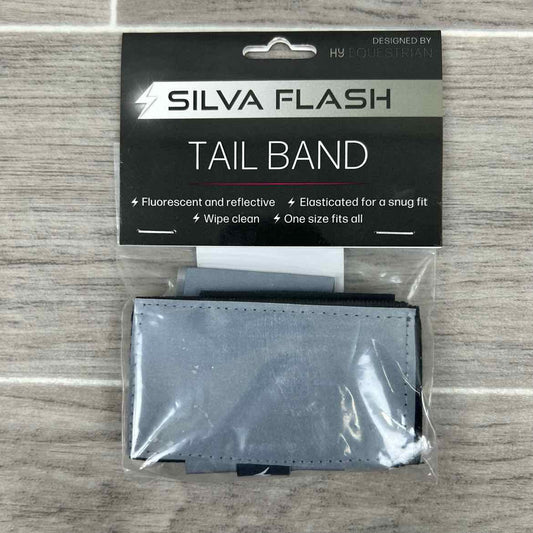 DESIGNED BY
HY EQUESTRIAN
SILVA FLASH
TAIL BAND
Fluorescent and reflective Elasticated for a snug fit
Wipe clean One size fits all